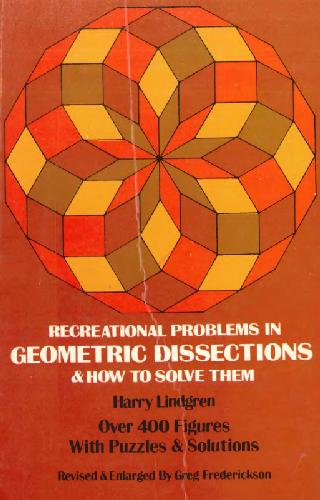 RECREATIONAL PROBLEMS IN
GEOMETRIC DISSECTIONS
& HOW TO SOLVE THEM
Harry Lindgren
Over 400 Figures
With Puzzles & Solutions
Revised & Enlarged By Greg Frederickson